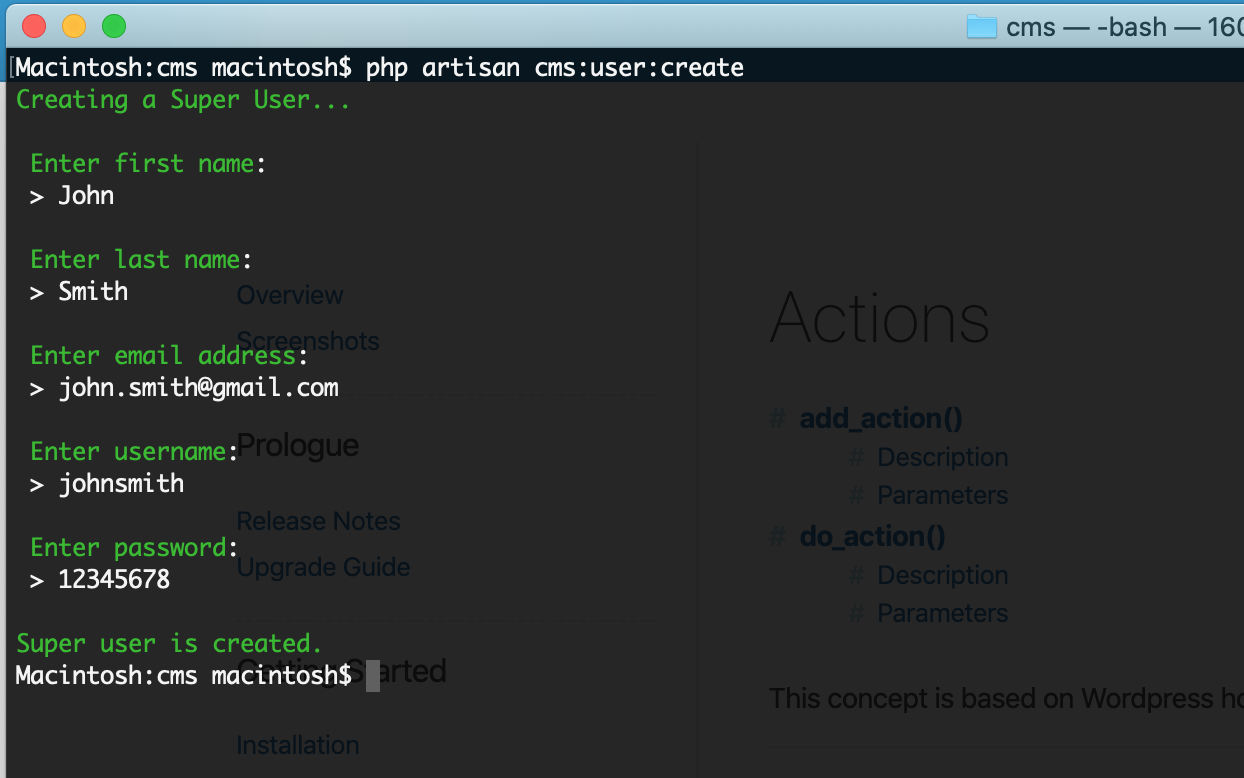 cms — -bash — 160
[Macintosh:cms macintosh$ php artisan cms:user:create
Creating a Super User...
Enter first name:
> John
Enter last name:
> Smith
Enter email address:
> john.smith@gmail.com
Enter username:
> johnsmith
Enter password:
> 12345678
Super user is created.
Macintosh:cms macintosh$
Overview
Screenshots
Prologue
Release Notes
Upgrade Guide
Getting Started
Installation
Actions
# add_action()
# Description
# Parameters
# do_action()
# Description
# Parameters
This concept is based on Wordpress